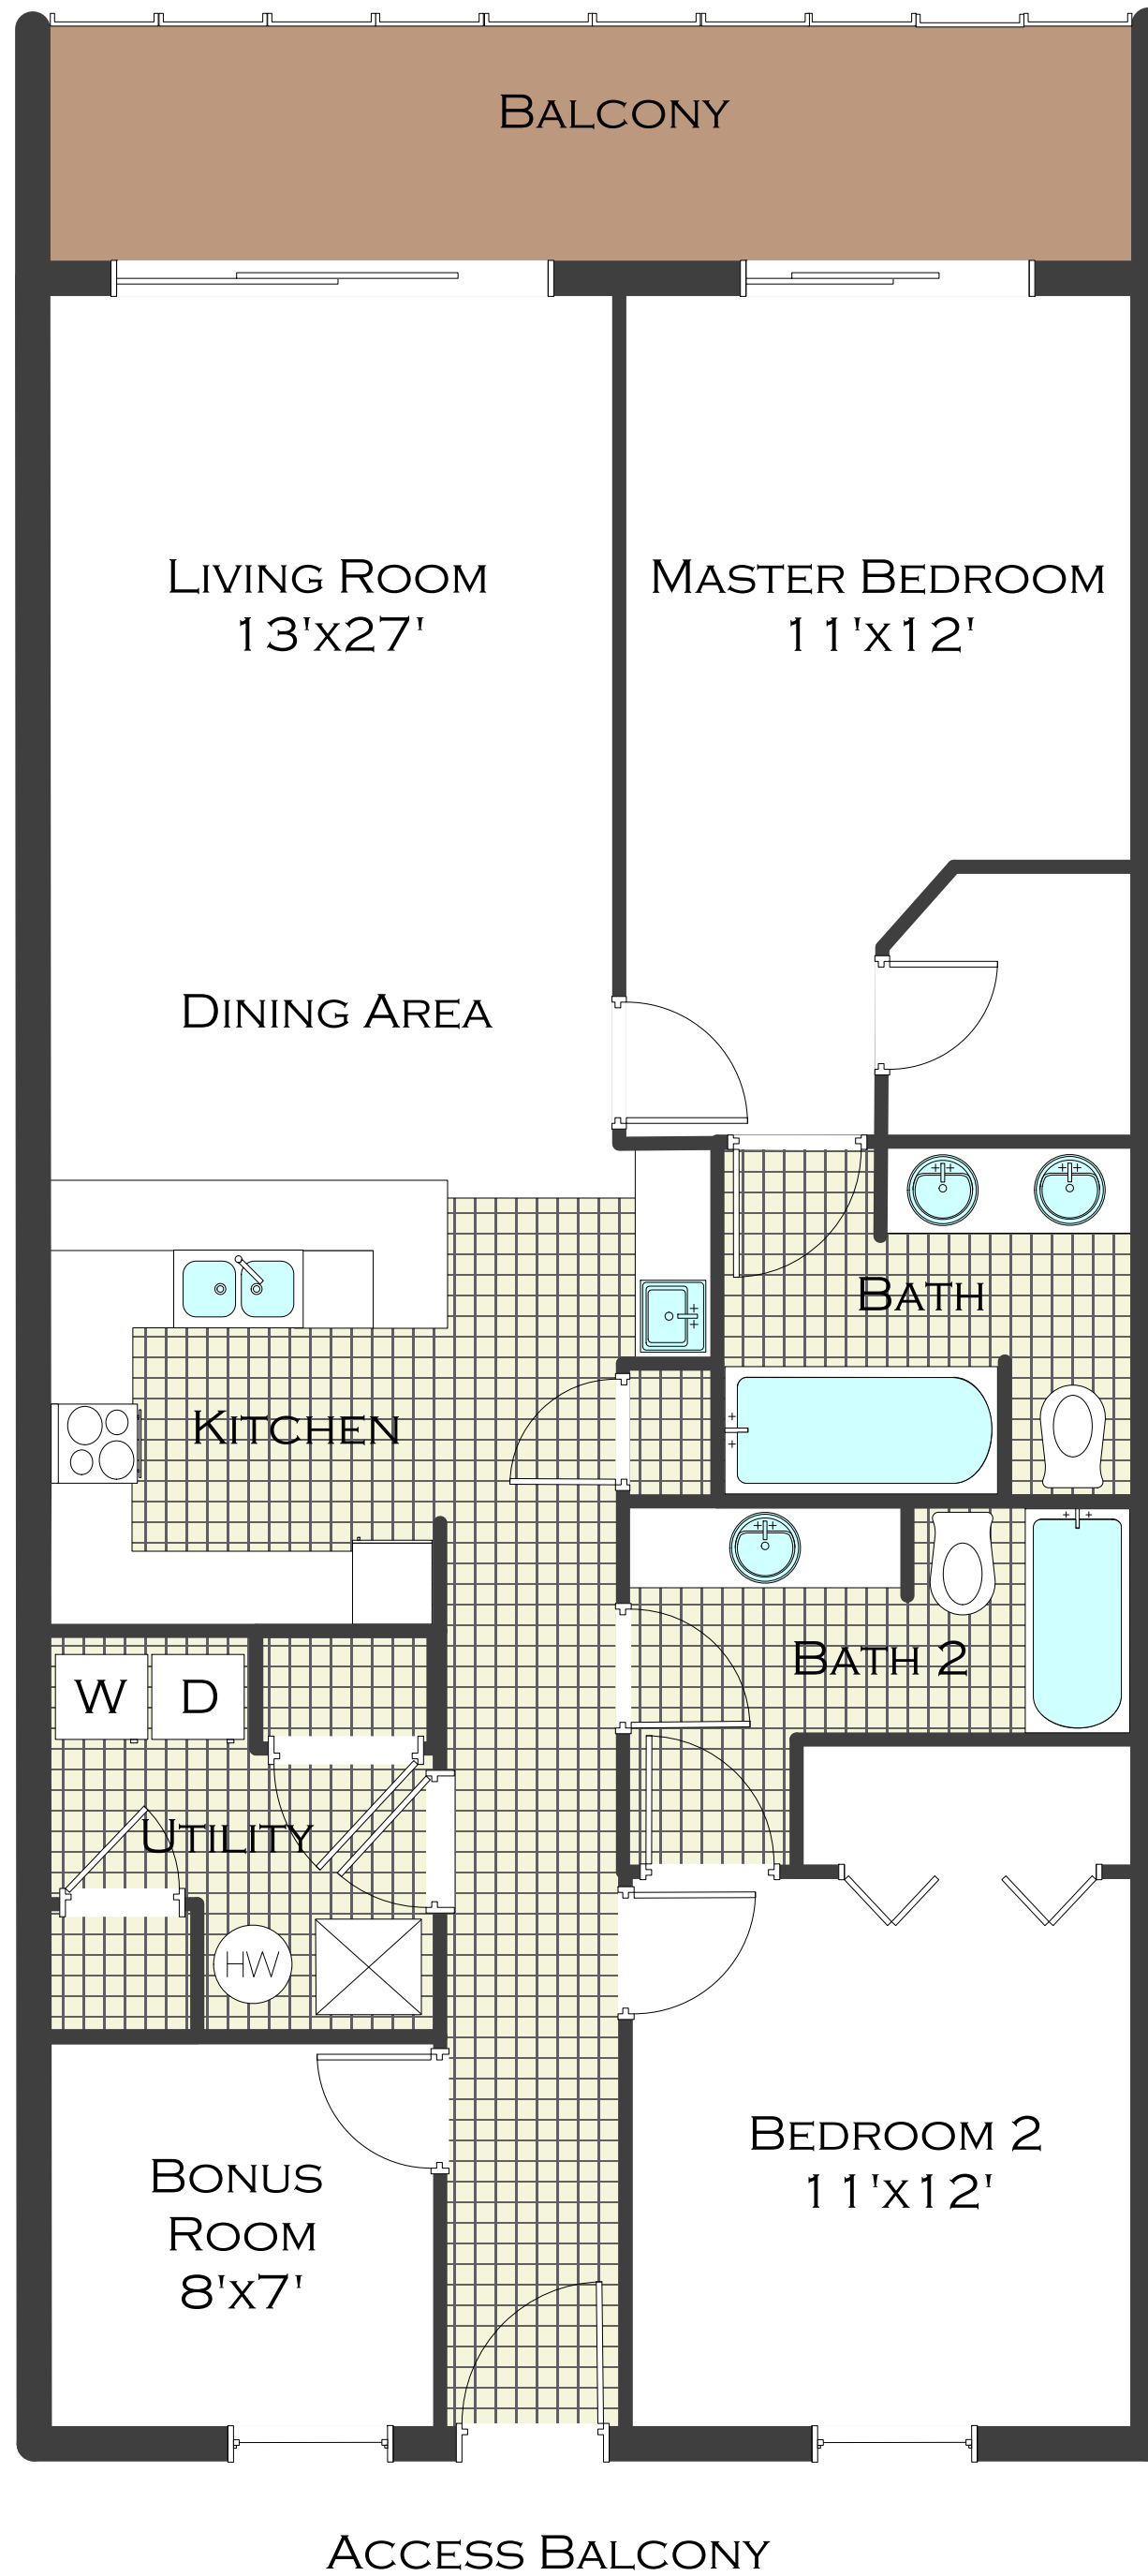 Balcony
Living Room
13'x27'
Master Bedroom
11'x12'
Dining Area
Bath
Kitchen
Bath 2
W
D
Utility
HW
Bedroom 2
11'x12'
Bonus
Room
8'x7'
Access Balcony